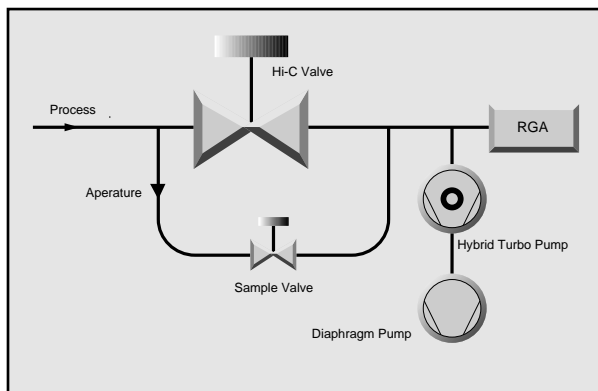 Hi-C Valve
Process
RGA
Aperature
Hybrid Turbo Pump
Sample Valve
Diaphragm Pump